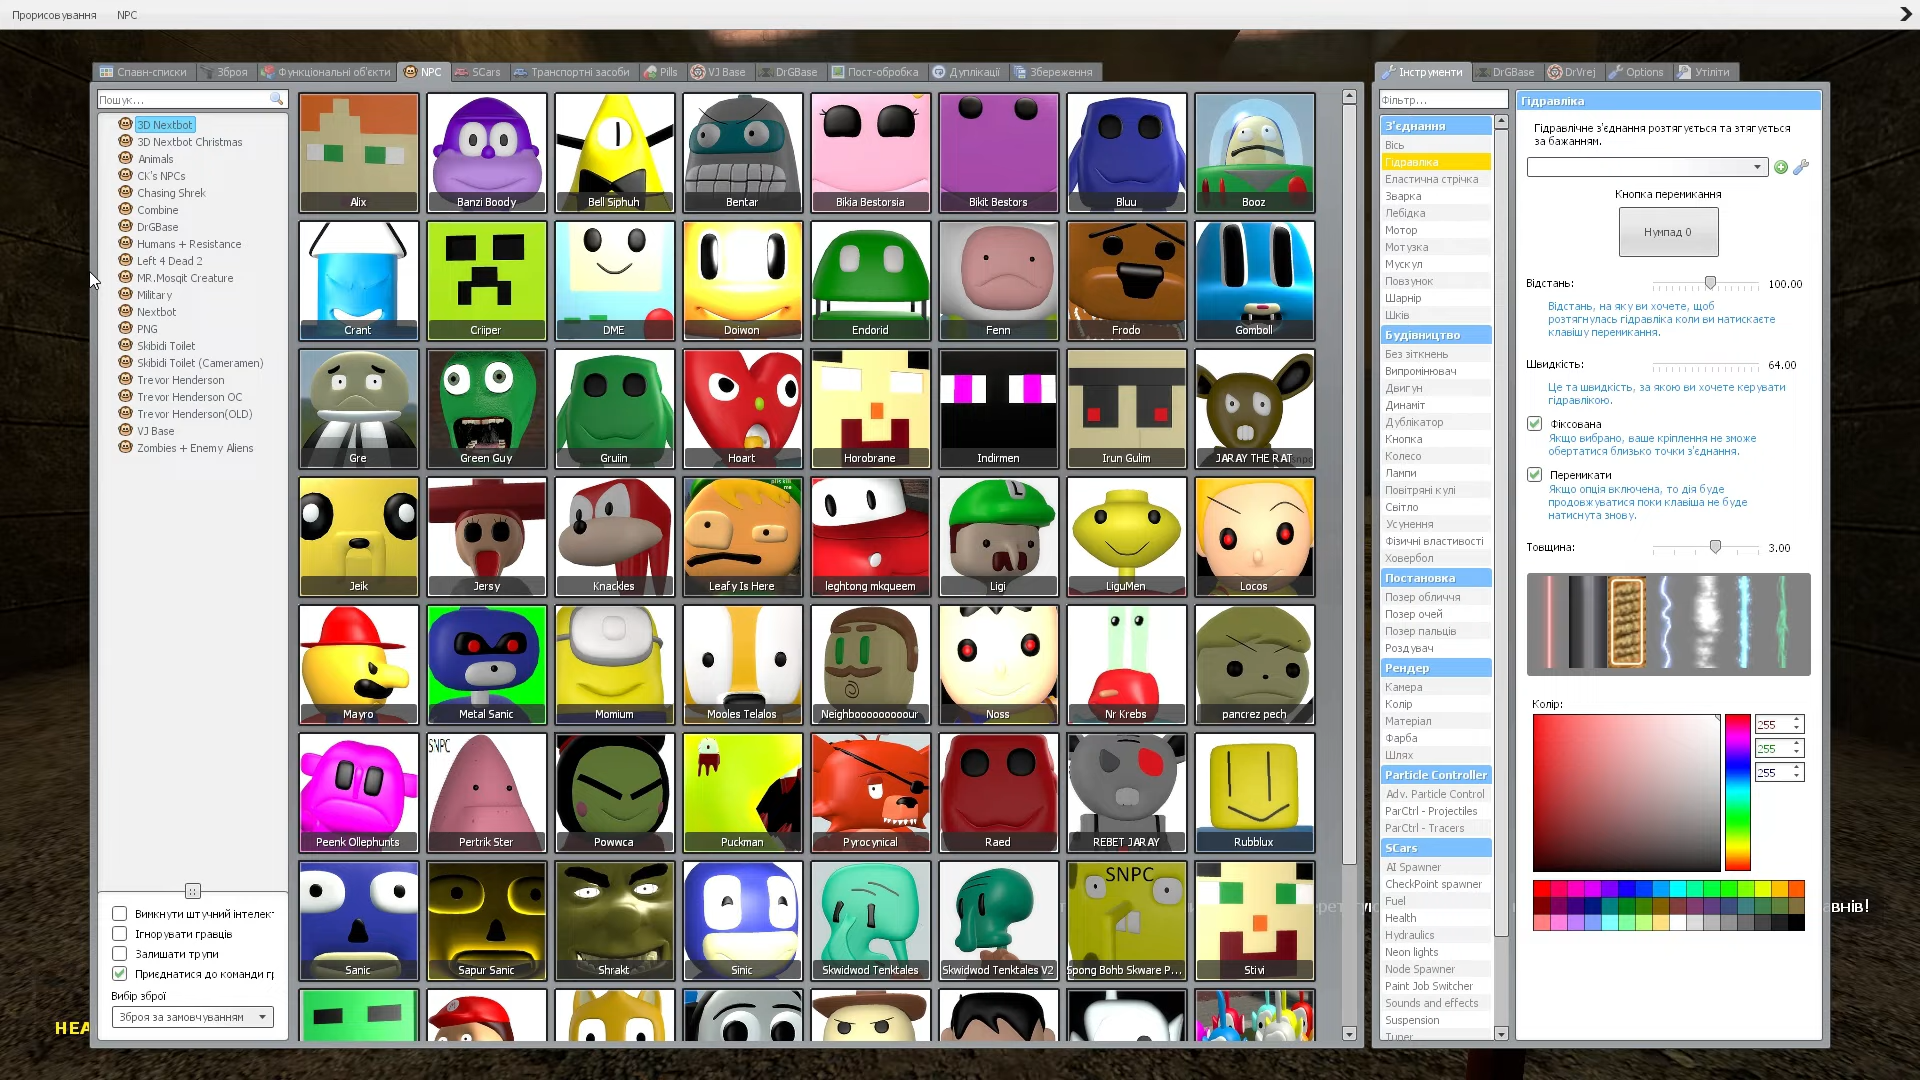 Прорисовування NPC
Спавн-списки Зброя Функціональні об'єкти NPC SCars Транспортні засоби Pills VJ Base DrGBase Пост-обробка Дуплікації Збереження
Пошук...
3D Nextbot
3D Nextbot Christmas
Animals
CK's NPCs
Chasing Shrek
Combine
DrGBase
Humans + Resistance
Left 4 Dead 2
MR.Mosqit Creature
Military
Nextbot
PNG
Skibidi Toilet
Skibidi Toilet (Cameramen)
Trevor Henderson
Trevor Henderson OC
Trevor Henderson(OLD)
VJ Base
Zombies + Enemy Aliens
Вимкнути штучний інтелект
Ігнорувати гравців
Залишати трупи
Приєднатися до команди гр
Вибір зброї
Зброя за замовчуванням
HEA
Alix Banzi Boody Bell Siphuh Bentar Bikia Bestorsia Bikit Bestors Bluu Booz
Crant Criiper DME Doiwon Endorid Fenn Frodo Gomboll
Gre Green Guy Gruiin Hoart Horobrane Indirmen Irun Gulim JARAY THE RAT
Jeik Jersy Knackles Leafy Is Here leghtong mkqueem Ligi LiguMen Locos
Mayro Metal Sanic Momium Mooles Telalos Neighbooooooooour Noss Nr Krebs pancrez pech
SNPC
Peenk Ollephunts Pertrik Ster Powwca Puckman Pyrocynical Raed REBET JARAY Rubblux
SNPC
Sanic Sapur Sanic Shrakt Sinic Skwidwod Tenktales Skwidwod Tenktales V2 Spong Bohb Skware P... Stivi
Інструменти DrGBase DrVrej Options Утіліти
Фільтр...
З'єднання
Вісь
Гідравліка
Еластична стрічка
Зварка
Лебідка
Мотор
Мотузка
Мускул
Повзунок
Шарнір
Шків
Будівництво
Без зіткнень
Випромінювач
Двигун
Динаміт
Дублікатор
Кнопка
Колесо
Лампи
Повітряні кулі
Світло
Усунення
Фізичні властивості
Ховербол
Постановка
Позер обличчя
Позер очей
Позер пальців
Роздувач
Рендер
Камера
Колір
Матеріал
Фарба
Шлях
Particle Controller
Adv. Particle Control
ParCtrl - Projectiles
ParCtrl - Tracers
SCars
AI Spawner
CheckPoint spawner
Fuel
Health
Hydraulics
Neon lights
Node Spawner
Paint Job Switcher
Sounds and effects
Suspension
Tuner
Гідравліка
Гідравлічне з'єднання розтягується та зтягується
за бажанням.
Кнопка перемикання
Нумпад 0
Відстань: 100.00
Відстань, на яку ви хочете, щоб
розтягнулась гідравліка коли ви натискаєте
клавішу перемикання.
Швидкість: 64.00
Це та швидкість, за якою ви хочете керувати
гідравлікою.
Фіксована
Якщо вибрано, ваше кріплення не зможе
обертатися близько точки з'єднання.
Перемикати
Якщо опція включена, то дія буде
продовжуватися поки клавіша не буде
натиснута знову.
Товщина: 3.00
Колір:
255
255
255
внів!